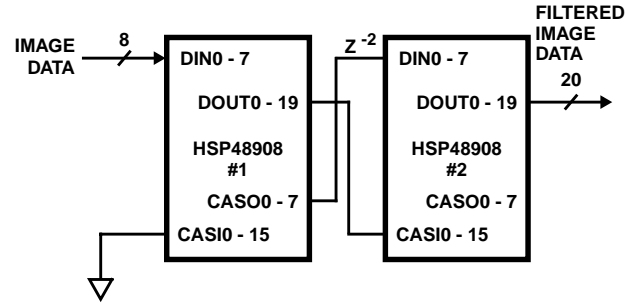 IMAGE
DATA
8
DIN0 - 7
DOUT0 - 19
HSP48908
#1
CASO0 - 7
CASI0 - 15
Z -2
DIN0 - 7
DOUT0 - 19
HSP48908
#2
CASO0 - 7
CASI0 - 15
FILTERED
IMAGE
DATA
20